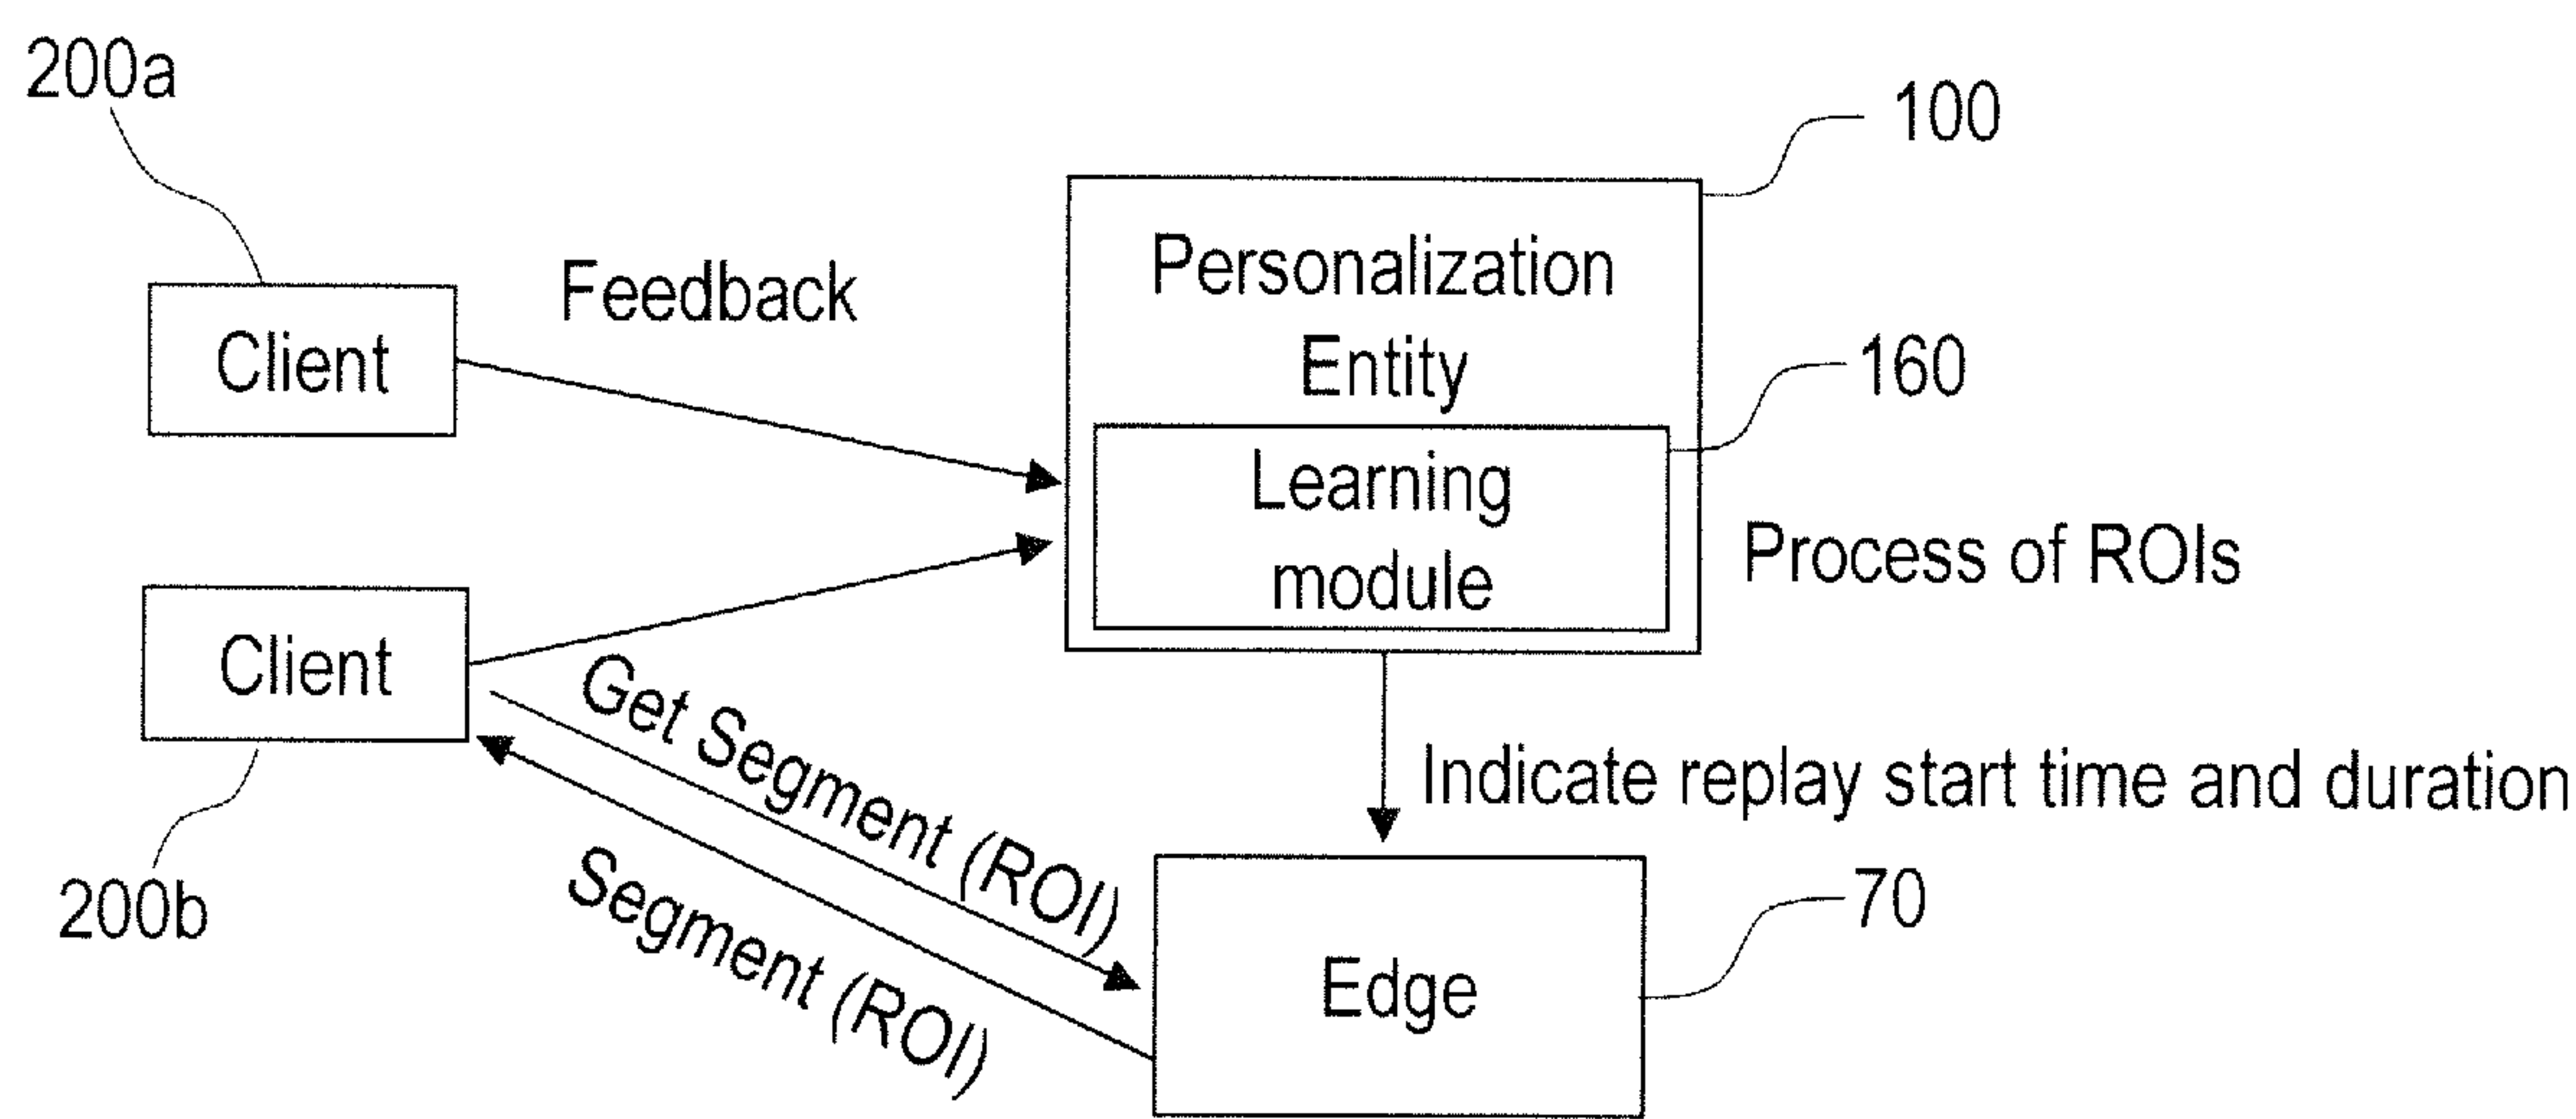 200a
100
Personalization
Entity
Feedback
Client
160
Learning
module
Process of ROIs
Client
Get Segment (ROI)
Segment (ROI)
Indicate replay start time and duration
200b
70
Edge